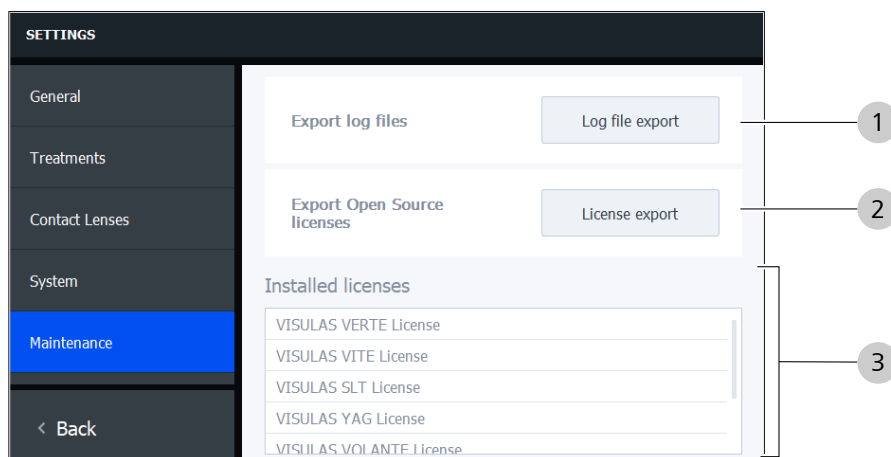 SETTINGS
General
Treatments
Contact Lenses
System
Maintenance
< Back
Export log files
Log file export
1
Export Open Source
licenses
License export
2
Installed licenses
VISULAS VERTE License
VISULAS VITE License
VISULAS SLT License
VISULAS YAG License
VISULAS VOLANTE License
3